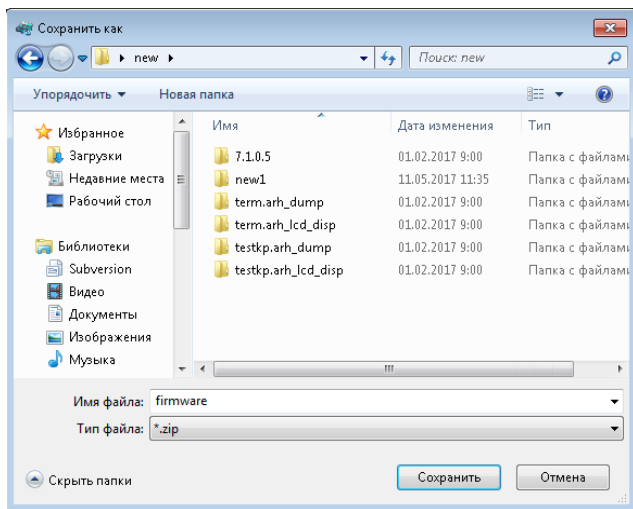 Сохранить как
new
Поиск: new
Упорядочить
Новая папка
Избранное
Загрузки
Недавние места
Рабочий стол
Библиотеки
Subversion
Видео
Документы
Изображения
Музыка
Имя Дата изменения Тип
7.1.0.5 01.02.2017 9:00 Папка с файлами
new1 11.05.2017 11:35 Папка с файлами
term.arh_dump 01.02.2017 9:00 Папка с файлами
term.arh_lcd_disp 01.02.2017 9:00 Папка с файлами
testkp.arh_dump 01.02.2017 9:00 Папка с файлами
testkp.arh_lcd_disp 01.02.2017 9:00 Папка с файлами
Имя файла: firmware
Тип файла: *.zip
Скрыть папки
Сохранить
Отмена